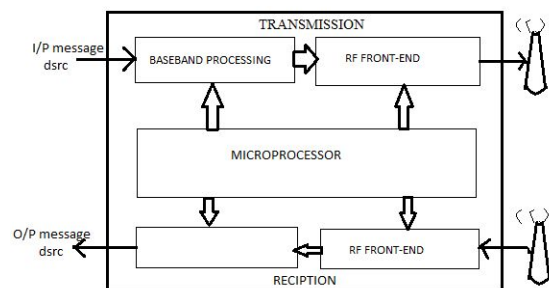 TRANSMISSION
I/P message
dsrc
BASEBAND PROCESSING
RF FRONT-END
MICROPROCESSOR
O/P message
dsrc
RF FRONT-END
RECIPTION